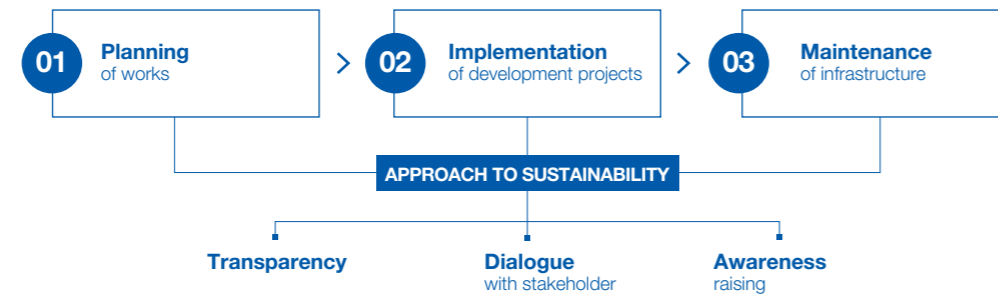 01
Planning
of works
>
02
Implementation
of development projects
>
03
Maintenance
of infrastructure
APPROACH TO SUSTAINABILITY
Transparency
Dialogue
with stakeholder
Awareness
raising